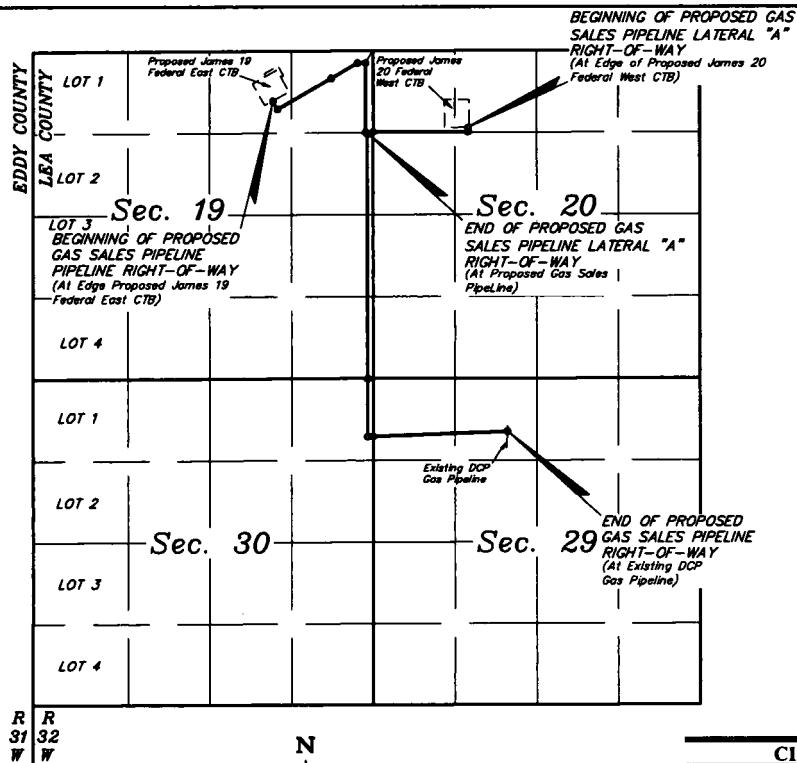 BEGINNING OF PROPOSED GAS
SALES PIPELINE LATERAL "A"
RIGHT-OF-WAY
(At Edge of Proposed James 20
Federal West CTB)
Proposed James 19
Federal East CTB
Proposed James
20 Federal
West CTB
EDDY COUNTY
LEA COUNTY
LOT 1
LOT 2
Sec. 19
Sec. 20
LOT 3
BEGINNING OF PROPOSED
GAS SALES PIPELINE
PIPELINE RIGHT-OF-WAY
(At Edge Proposed James 19
Federal East CTB)
END OF PROPOSED GAS
SALES PIPELINE LATERAL "A"
RIGHT-OF-WAY
(At Proposed Gas Sales
PipeLine)
LOT 4
LOT 1
Existing DCP
Gas Pipeline
LOT 2
Sec. 30
Sec. 29
END OF PROPOSED
GAS SALES PIPELINE
RIGHT-OF-WAY
(At Existing DCP
Gas Pipeline)
LOT 3
LOT 4
R R
31 32
W W
N